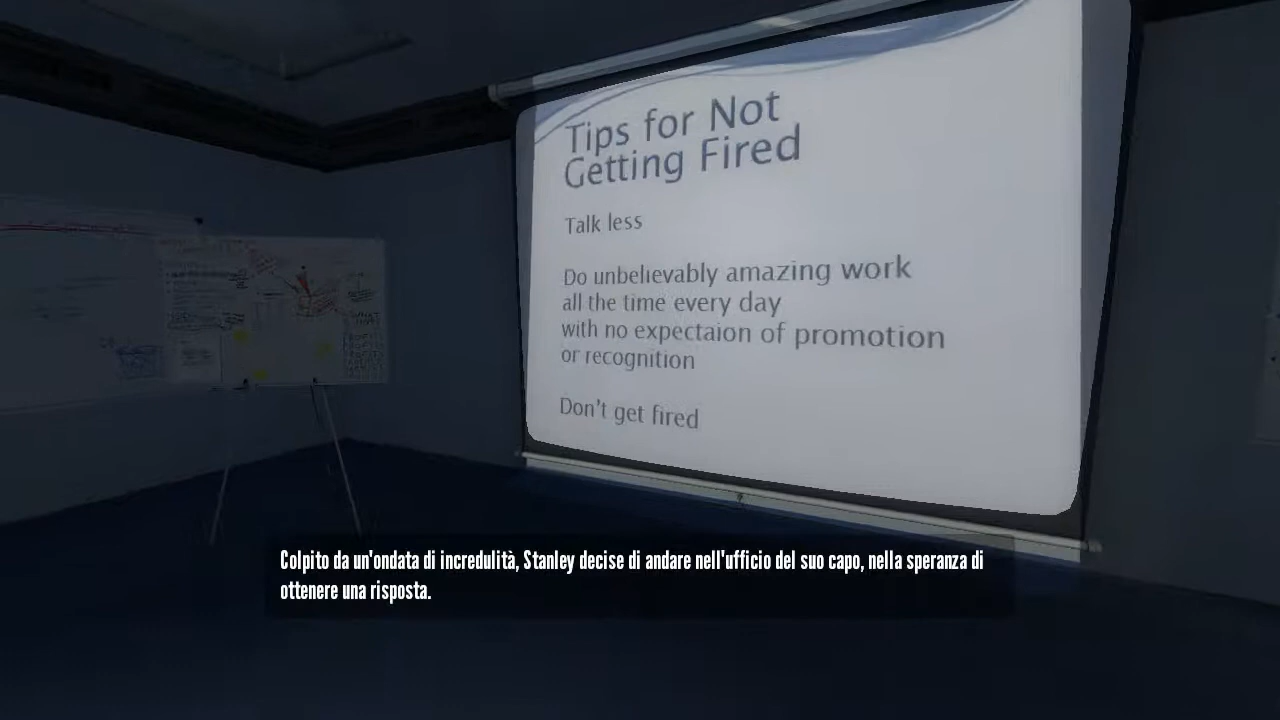 Tips for Not
Getting Fired
Talk less
Do unbelievably amazing work
all the time every day
with no expectaion of promotion
or recognition
Don't get fired
Colpito da un'ondata di incredulità, Stanley decise di andare nell'ufficio del suo capo, nella speranza di
ottenere una risposta.